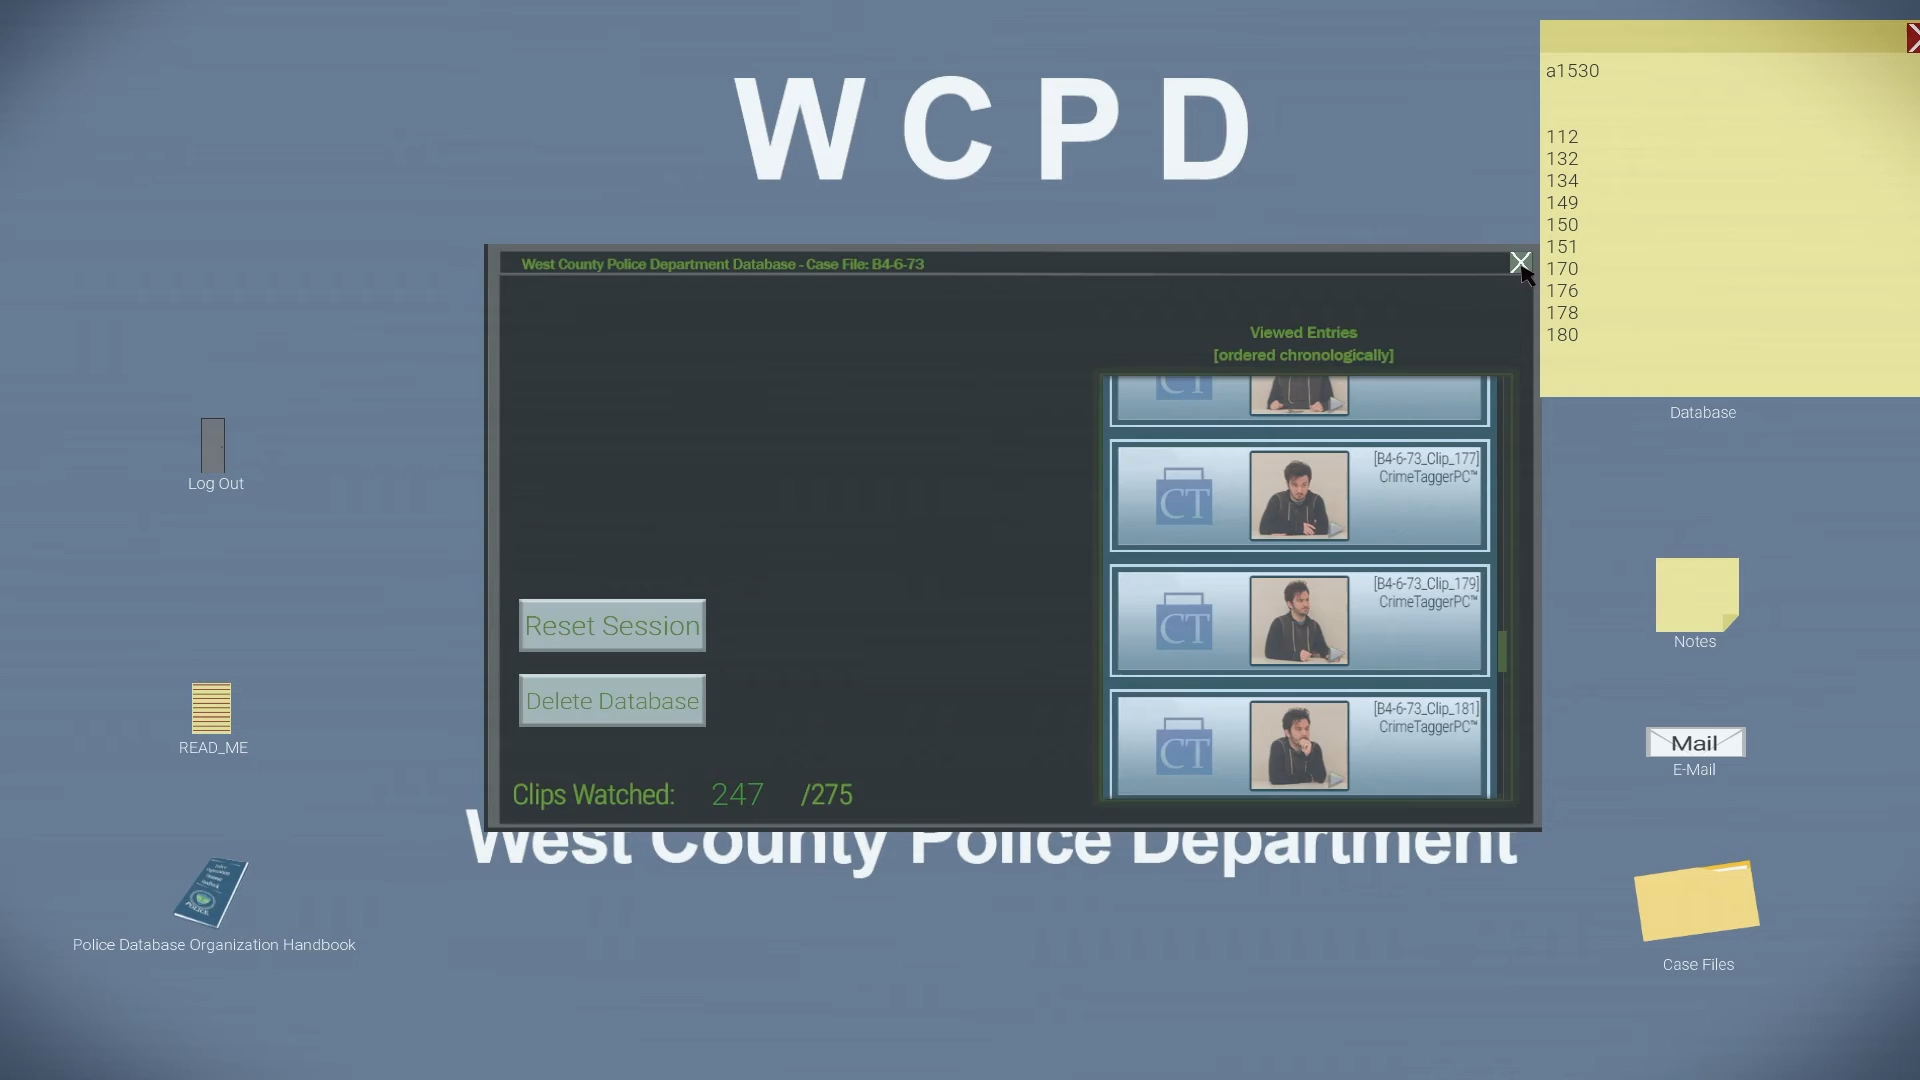 W C P D
a1530
112
132
134
149
150
151
170
176
178
180
West County Police Department Database - Case File: B4-6-73
Viewed Entries
[ordered chronologically]
CT
[B4-6-73_Clip_177]
CrimeTaggerPC™
CT
[B4-6-73_Clip_179]
CrimeTaggerPC™
CT
[B4-6-73_Clip_181]
CrimeTaggerPC™
CT
Reset Session
Delete Database
Clips Watched: 247 /275
West County Police Department
Log Out
READ_ME
POLICE
Police Database Organization Handbook
Database
Notes
Mail
E-Mail
Case Files